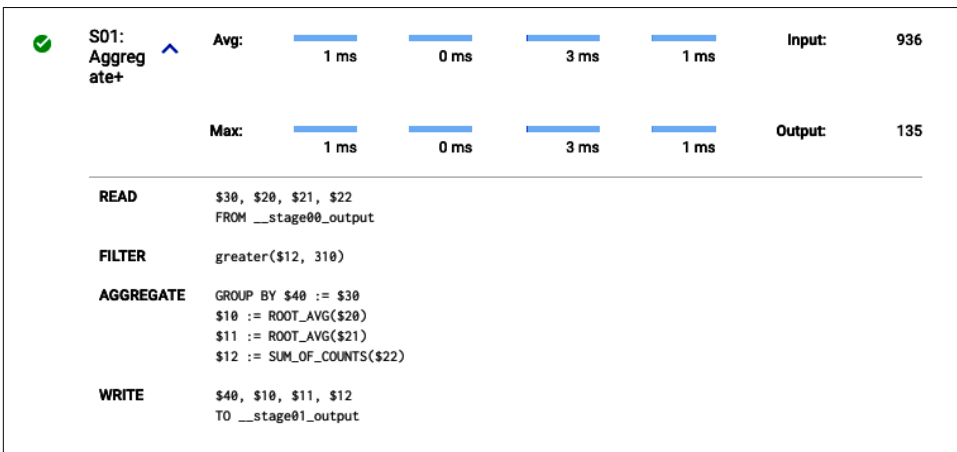 S01: Aggreg ate+
Avg:
1 ms 0 ms 3 ms 1 ms
Input: 936
Max:
1 ms 0 ms 3 ms 1 ms
Output: 135
READ $30, $20, $21, $22
FROM __stage00_output
FILTER greater($12, 310)
AGGREGATE GROUP BY $40 := $30
$10 := ROOT_AVG($20)
$11 := ROOT_AVG($21)
$12 := SUM_OF_COUNTS($22)
WRITE $40, $10, $11, $12
TO __stage01_output